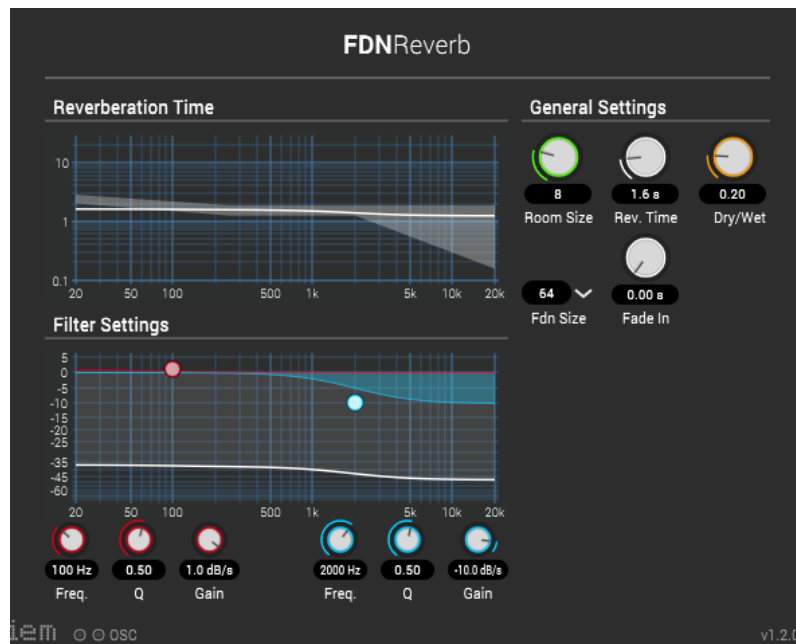 FDNReverb
Reverberation Time
10
1
0.1
20 50 100 500 1k 5k 10k 20k
General Settings
8 1.6 s 0.20
Room Size Rev. Time Dry/Wet
64 0.00 s
Fdn Size Fade In
Filter Settings
5
0
-5
-10
-15
-20
-25
-35
-45
-60
20 50 100 500 1k 5k 10k 20k
100 Hz 0.50 1.0 dB/s 2000 Hz 0.50 -10.0 dB/s
Freq. Q Gain Freq. Q Gain
iem OSC v1.2.0